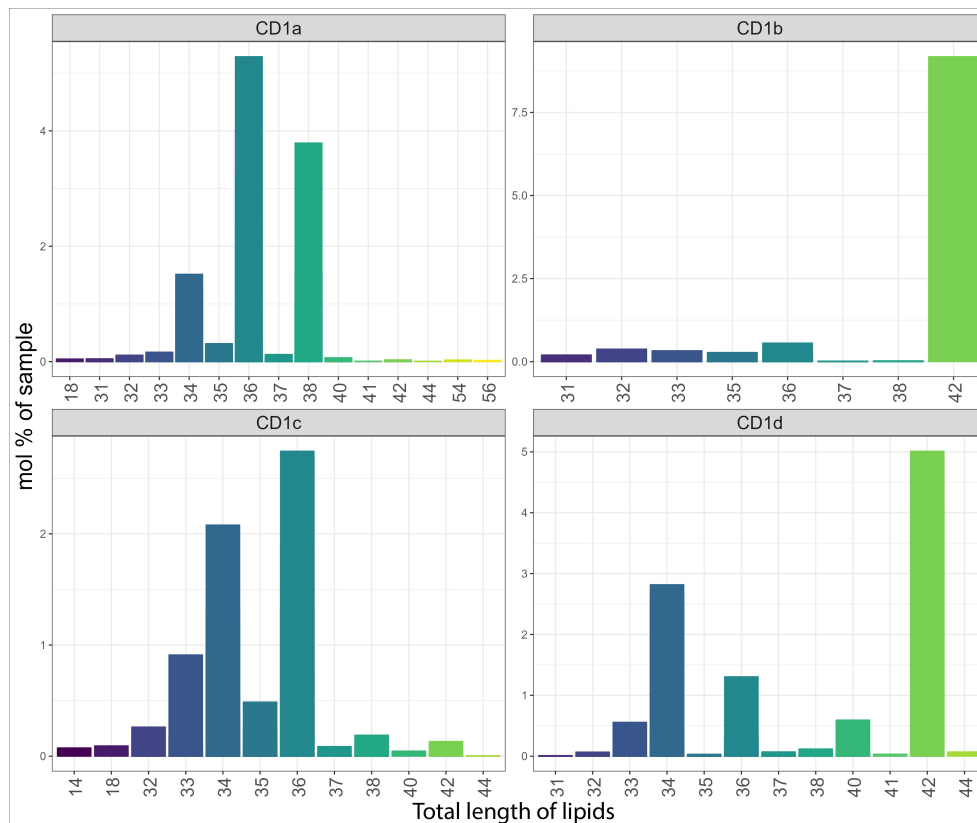 CD1a
CD1b
mol % of sample
4
2
0
18 31 32 33 34 35 36 37 38 40 41 42 44 54 56
7.5
5.0
2.5
0.0
31 32 33 35 36 37 38 42
CD1c
CD1d
2
1
0
14 18 32 33 34 35 36 37 38 40 42 44
5
4
3
2
1
0
31 32 33 34 35 36 37 38 40 41 42 44
Total length of lipids